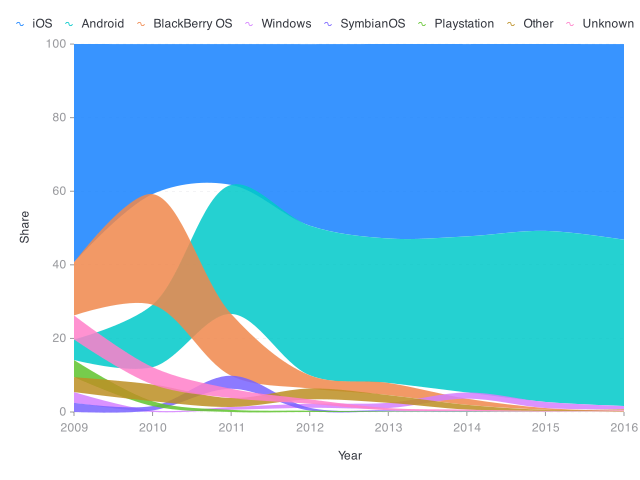 iOS Android BlackBerry OS Windows SymbianOS Playstation Other Unknown
100
80
60
40
20
0
Share
2009 2010 2011 2012 2013 2014 2015 2016
Year